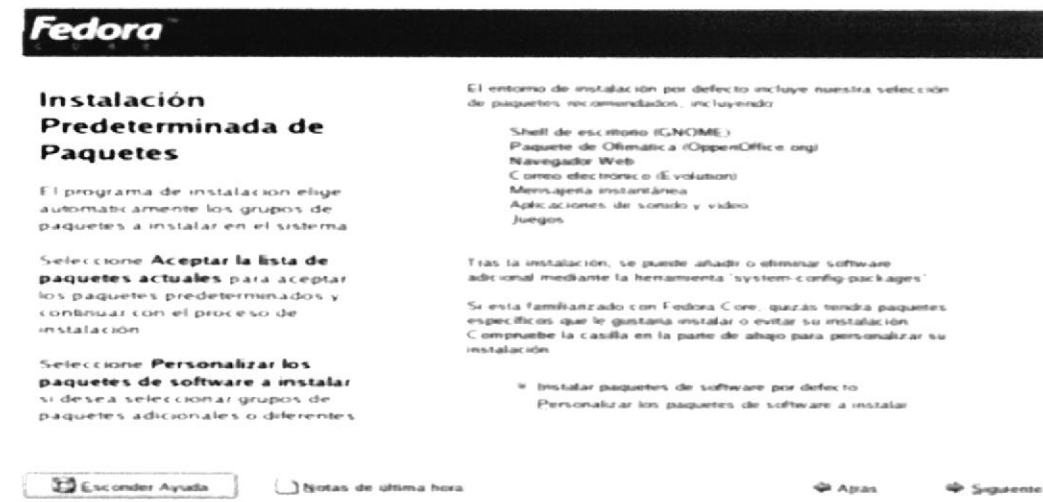 Fedora
CORE
Instalación
Predeterminada de
Paquetes
El programa de instalacion elige
automaticamente los grupos de
paquetes a instalar en el sistema
Seleccione Aceptar la lista de
paquetes actuales para aceptar
los paquetes predeterminados y
continuar con el proceso de
instalación
Seleccione Personalizar los
paquetes de software a instalar
si desea seleccionar grupos de
paquetes adicionales o diferentes
El entorno de instalación por defecto incluye nuestra selección
de paquetes recomendados, incluyendo
Shell de escritorio (GNOME)
Paquete de Ofimática (OppenOffice org)
Navegador Web
Correo electrónico (Evolution)
Mensajería instantánea
Aplicaciones de sonido y video
Juegos
Tras la instalación, se puede añadir o eliminar software
adicional mediante la herramienta 'system-config-packages'
Si esta familiarizado con Fedora Core, quizás tendra paquetes
específicos que le gustaria instalar o evitar su instalación
Compruebe la casilla en la parte de abajo para personalizar su
instalación
Instalar paquetes de software por defecto
Personalizar los paquetes de software a instalar
Esconder Ayuda
Notas de última hora
Atras
Siguiente